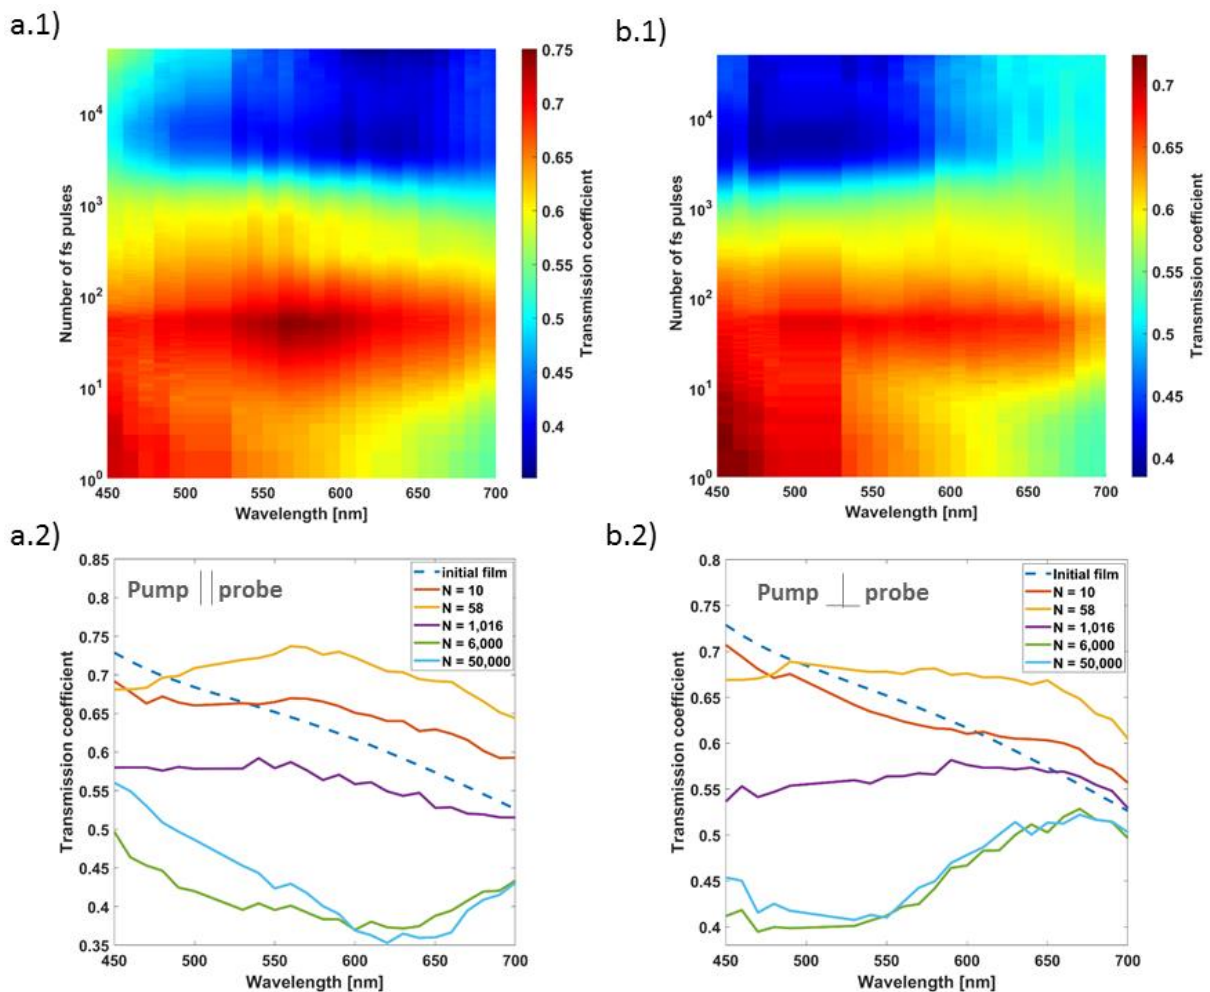 a.1)
Number of fs pulses
10^4
10^3
10^2
10^1
10^0
450 500 550 600 650 700
Wavelength [nm]
0.75
0.7
0.65
0.6
0.55
0.5
0.45
0.4
Transmission coefficient
b.1)
Number of fs pulses
10^4
10^3
10^2
10^1
10^0
450 500 550 600 650 700
Wavelength [nm]
0.7
0.65
0.6
0.55
0.5
0.45
0.4
Transmission coefficient
a.2)
Transmission coefficient
0.85
0.8
0.75
0.7
0.65
0.6
0.55
0.5
0.45
0.4
0.35
Pump || probe
initial film
N = 10
N = 58
N = 1,016
N = 6,000
N = 50,000
450 500 550 600 650 700
Wavelength [nm]
b.2)
Transmission coefficient
0.8
0.75
0.7
0.65
0.6
0.55
0.5
0.45
0.4
Pump ⊥ probe
Initial film
N = 10
N = 58
N = 1,016
N = 6,000
N = 50,000
450 500 550 600 650 700
Wavelength [nm]